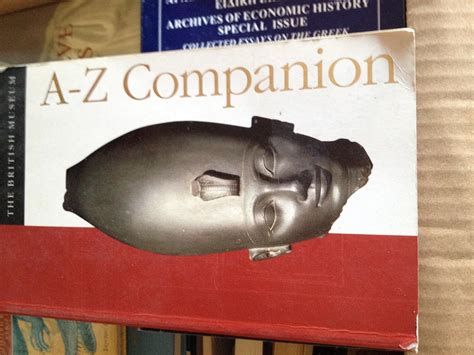 ARCHIVES OF ECONOMIC HISTORY
SPECIAL ISSUE
COLLECTED ESSAYS ON THE GREEK
A-Z Companion
THE BRITISH MUSEUM